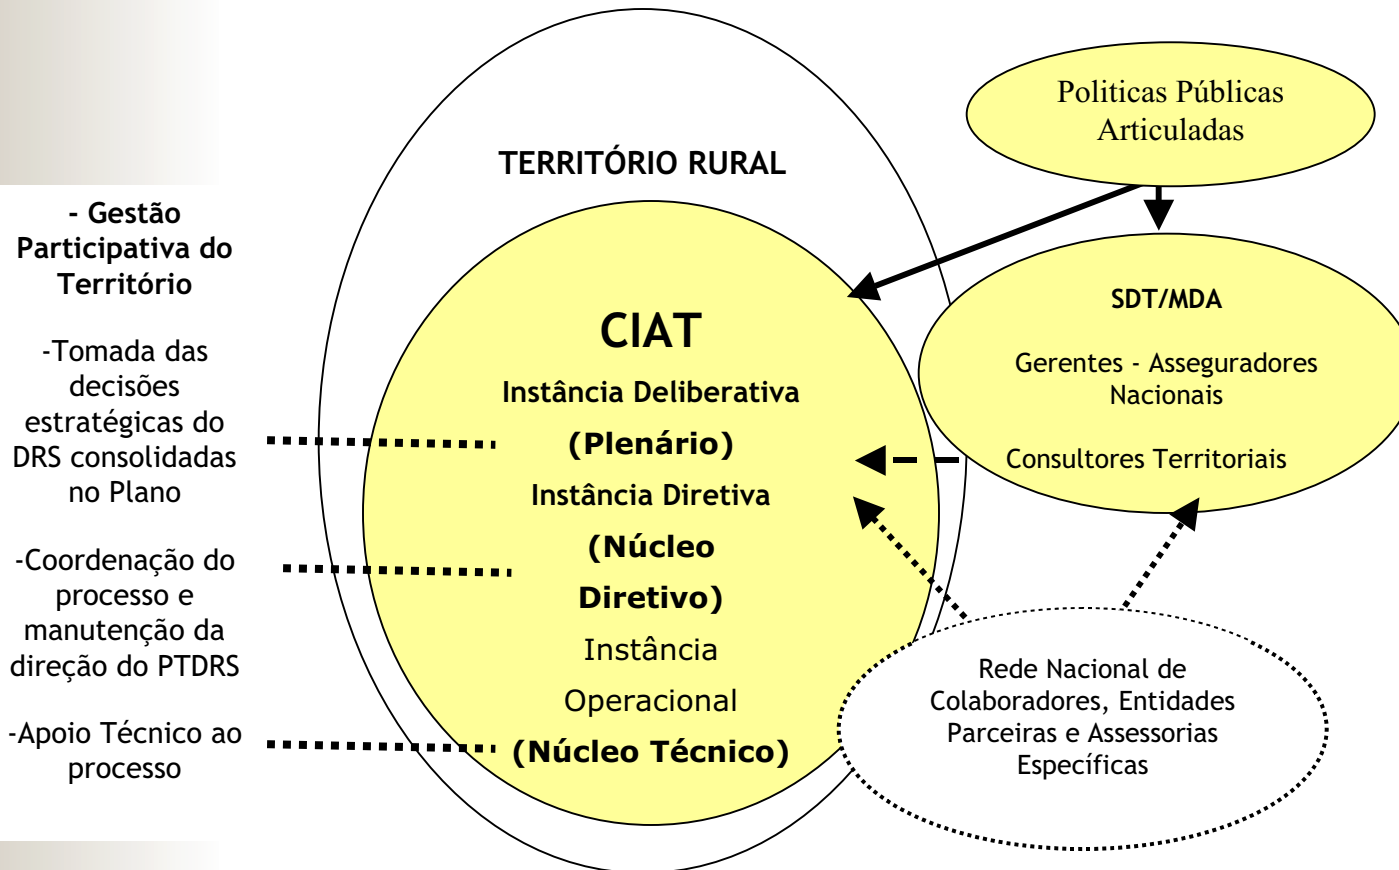 - Gestão
Participativa do
Território
-Tomada das
decisões
estratégicas do
DRS consolidadas
no Plano
-Coordenação do
processo e
manutenção da
direção do PTDRS
-Apoio Técnico ao
processo
TERRITÓRIO RURAL
CIAT
Instância Deliberativa
(Plenário)
Instância Diretiva
(Núcleo
Diretivo)
Instância
Operacional
(Núcleo Técnico)
Politicas Públicas
Articuladas
SDT/MDA
Gerentes - Asseguradores
Nacionais
Consultores Territoriais
Rede Nacional de
Colaboradores, Entidades
Parceiras e Assessorias
Específicas